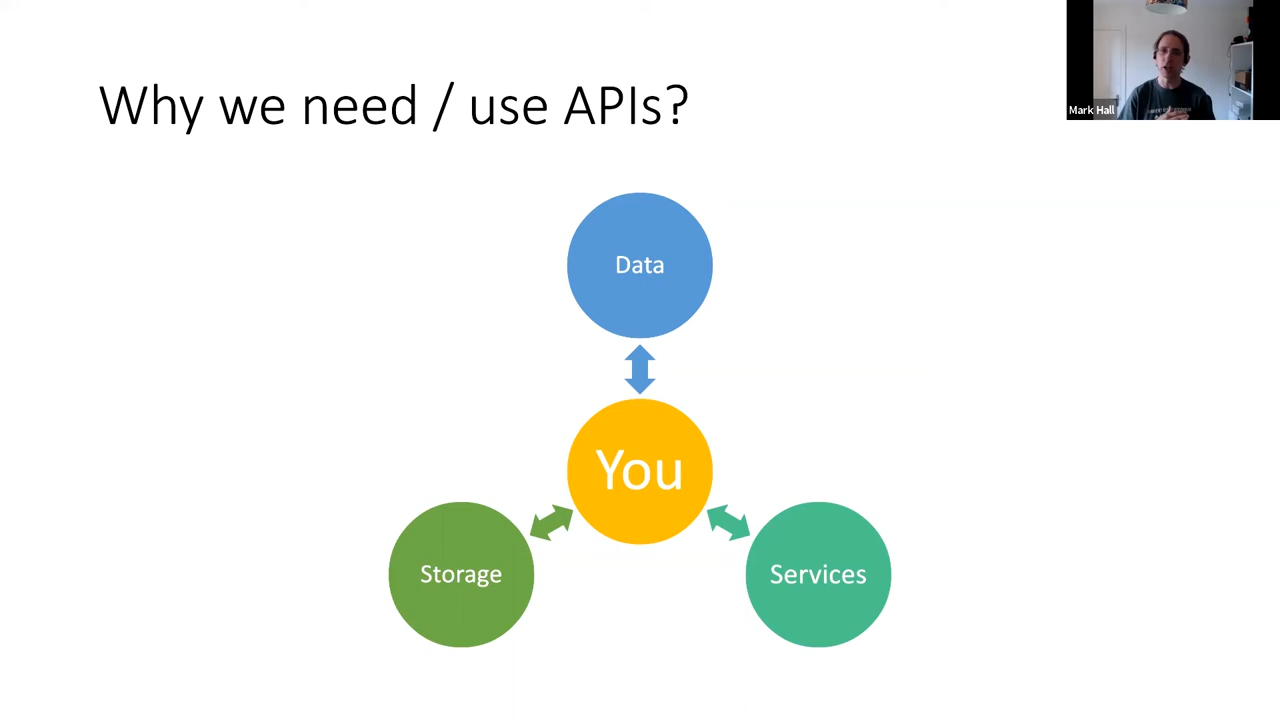 Why we need / use APIs?
Mark Hall
Data
You
Storage
Services